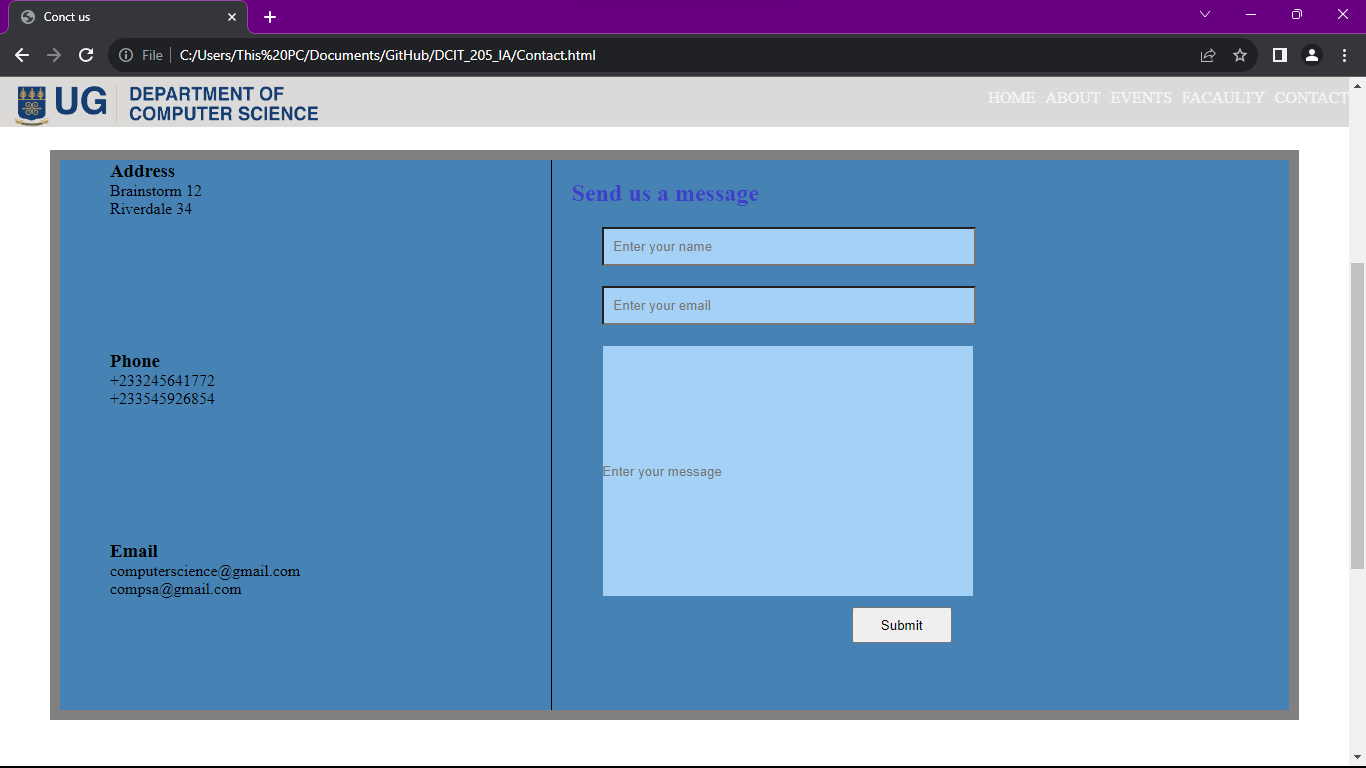 Conct us
File C:/Users/This%20PC/Documents/GitHub/DCIT_205_IA/Contact.html
UG DEPARTMENT OF
COMPUTER SCIENCE
HOME ABOUT EVENTS FACAULTY CONTACT
Address
Brainstorm 12
Riverdale 34
Phone
+233245641772
+233545926854
Email
computerscience@gmail.com
compsa@gmail.com
Send us a message
Enter your name
Enter your email
Enter your message
Submit